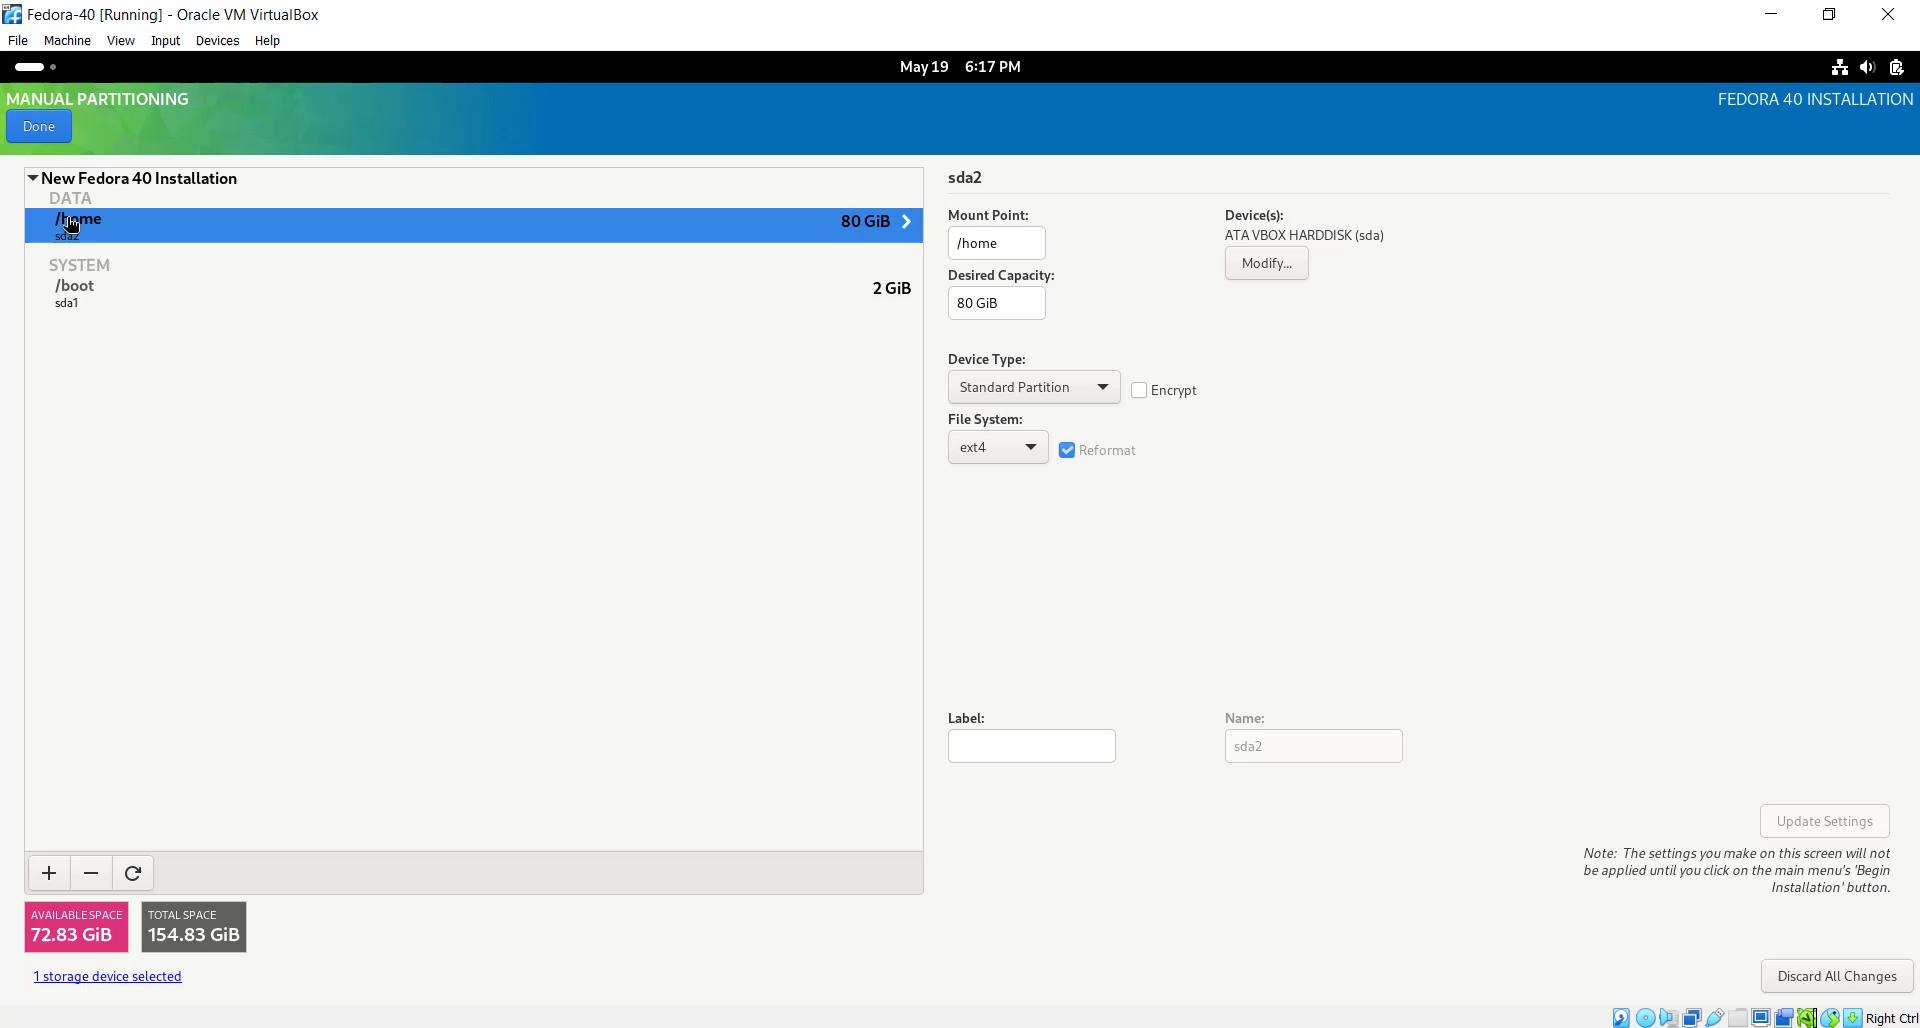 Fedora-40 [Running] - Oracle VM VirtualBox
File Machine View Input Devices Help
May 19 6:17 PM
MANUAL PARTITIONING
FEDORA 40 INSTALLATION
Done
New Fedora 40 Installation
DATA
/home
80 GiB
sda2
SYSTEM
/boot
2 GiB
sda1
sda2
Mount Point:
/home
Device(s):
ATA VBOX HARDDISK (sda)
Modify...
Desired Capacity:
80 GiB
Device Type:
Standard Partition
Encrypt
File System:
ext4
Reformat
Label:
Name:
sda2
Update Settings
Note: The settings you make on this screen will not
be applied until you click on the main menu's 'Begin
Installation' button.
AVAILABLE SPACE
72.83 GiB
TOTAL SPACE
154.83 GiB
1 storage device selected
Discard All Changes
Right Ctrl